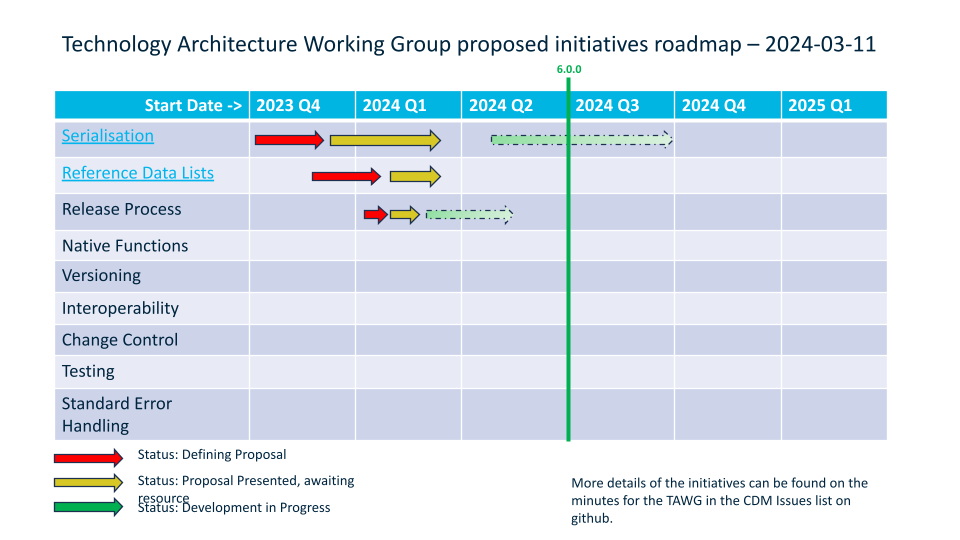 Technology Architecture Working Group proposed initiatives roadmap – 2024-03-11
6.0.0
Start Date -> 2023 Q4 2024 Q1 2024 Q2 2024 Q3 2024 Q4 2025 Q1
Serialisation
Reference Data Lists
Release Process
Native Functions
Versioning
Interoperability
Change Control
Testing
Standard Error
Handling
Status: Defining Proposal
Status: Proposal Presented, awaiting
resource
Status: Development in Progress
More details of the initiatives can be found on the
minutes for the TAWG in the CDM Issues list on
github.